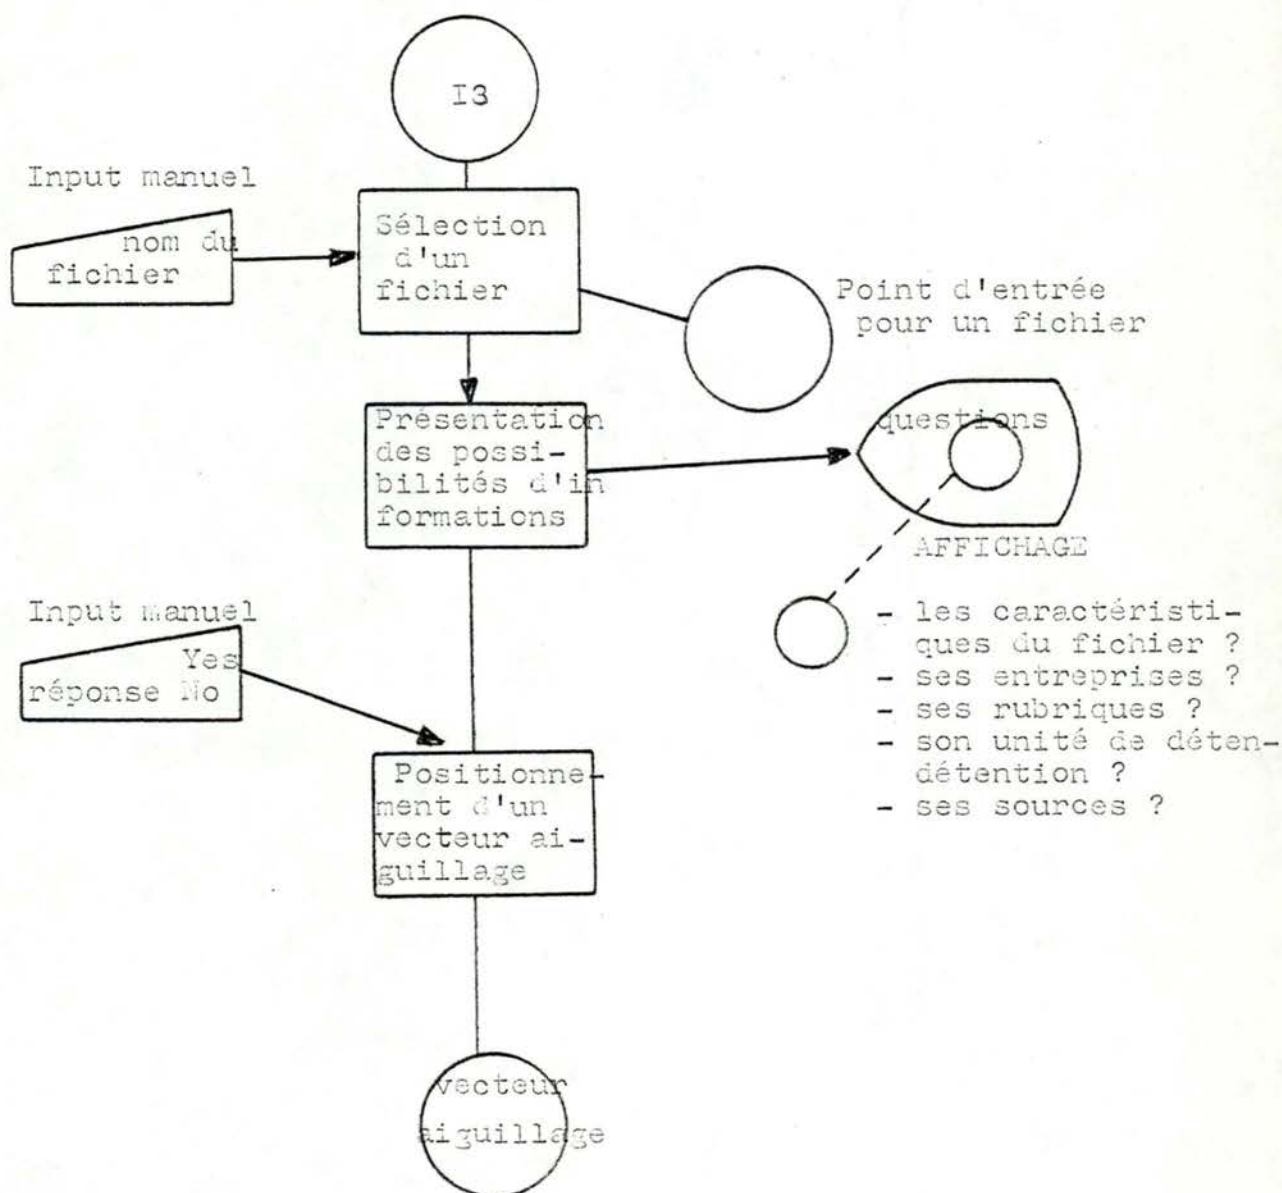 I3
Input manuel
nom du
fichier
Sélection
d'un
fichier
Point d'entrée
pour un fichier
Présentation
des possi-
bilités d'in
formations
questions
AFFICHAGE
- les caractéristi-
ques du fichier ?
- ses entreprises ?
- ses rubriques ?
- son unité de déten-
détention ?
- ses sources ?
Input manuel
Yes
réponse No
Positionne-
ment d'un
vecteur ai-
guillage
vecteur
aiguillage